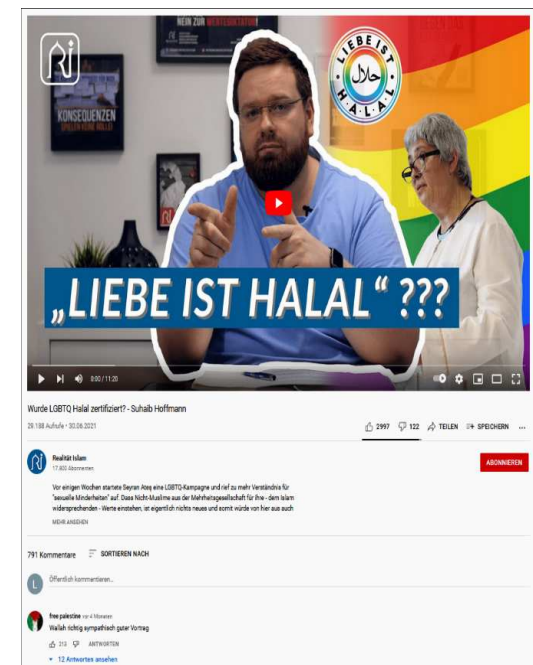 NEIN ZUR WERTEDIKTATUR!
KONSEQUENZEN
SPIELEN KEINE ROLLE!
LIEBE IST
حلال
H·A·L·A·L
„LIEBE IST HALAL“ ???
0:00 / 11:20
Wurde LGBTQ Halal zertifiziert? - Suhaib Hoffmann
29.188 Aufrufe • 30.06.2021
2997 122 TEILEN SPEICHERN ...
Realität Islam
ABONNIEREN
Vor einigen Wochen startete Seyran Ateş eine LGBTQ-Kampagne und rief zu mehr Verständnis für
"sexuelle Minderheiten" auf. Dass Nicht-Muslime aus der Mehrheitsgesellschaft für ihre - dem Islam
widersprechenden - Werte einstehen, ist eigentlich nichts neues und somit würde von hier aus auch
MEHR ANSEHEN
791 Kommentare SORTIEREN NACH
L
Öffentlich kommentieren...
free palestine vor 4 Monaten
Wallah richtig sympathisch guter Vortrag
213 ANTWORTEN
12 Antworten ansehen